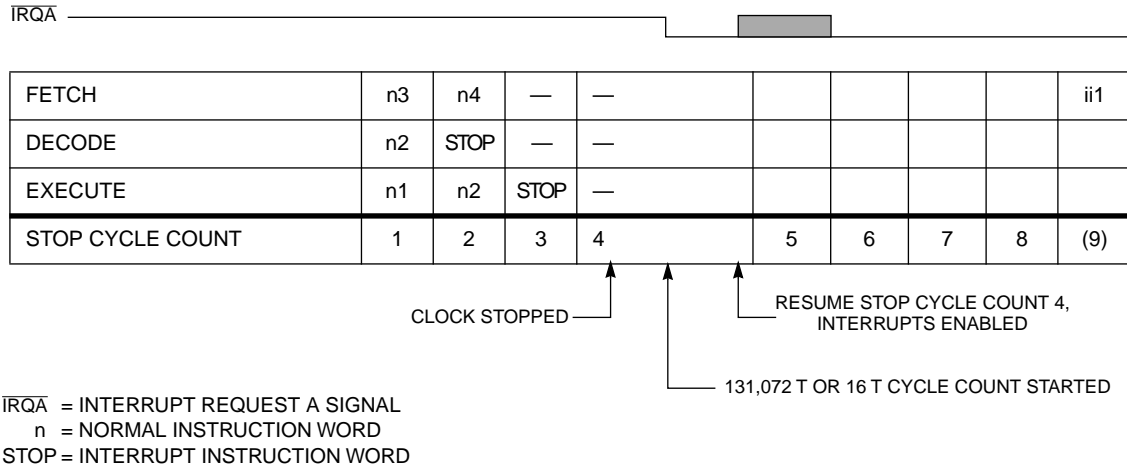 IRQA
FETCH n3 n4 — — ii1
DECODE n2 STOP — —
EXECUTE n1 n2 STOP —
STOP CYCLE COUNT 1 2 3 4 5 6 7 8 (9)
CLOCK STOPPED
RESUME STOP CYCLE COUNT 4,
INTERRUPTS ENABLED
131,072 T OR 16 T CYCLE COUNT STARTED
IRQA = INTERRUPT REQUEST A SIGNAL
n = NORMAL INSTRUCTION WORD
STOP = INTERRUPT INSTRUCTION WORD